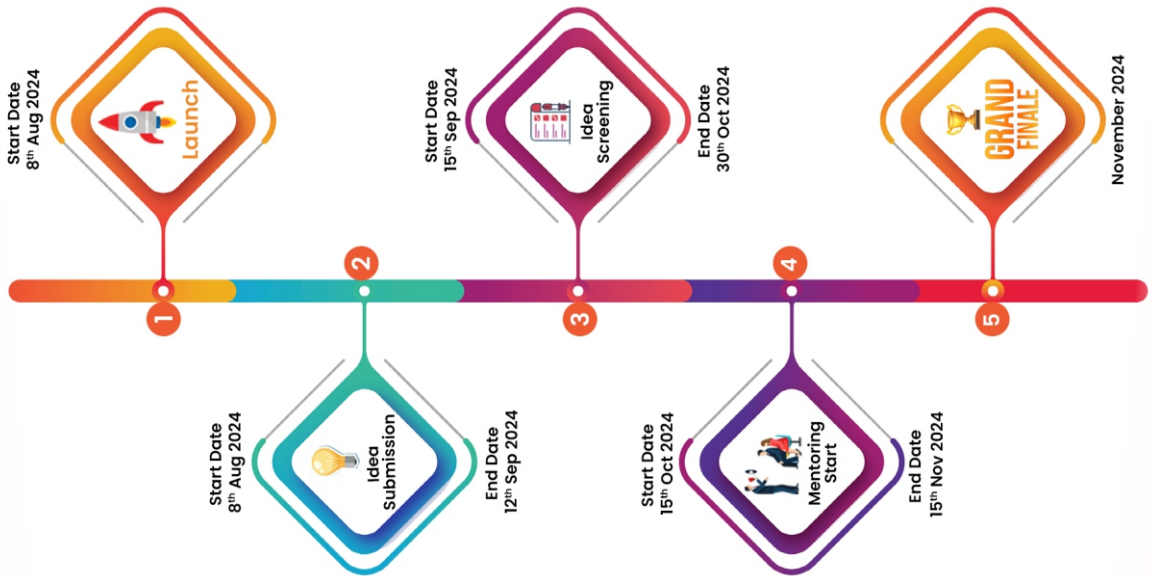 Start Date
8th Aug 2024
Launch
1
2
Start Date
8th Aug 2024
Idea
Submission
End Date
12th Sep 2024
Start Date
15th Sep 2024
Idea
Screening
End Date
30th Oct 2024
3
4
Start Date
15th Oct 2024
Mentoring
Start
End Date
15th Nov 2024
GRAND
FINALE
November 2024
5